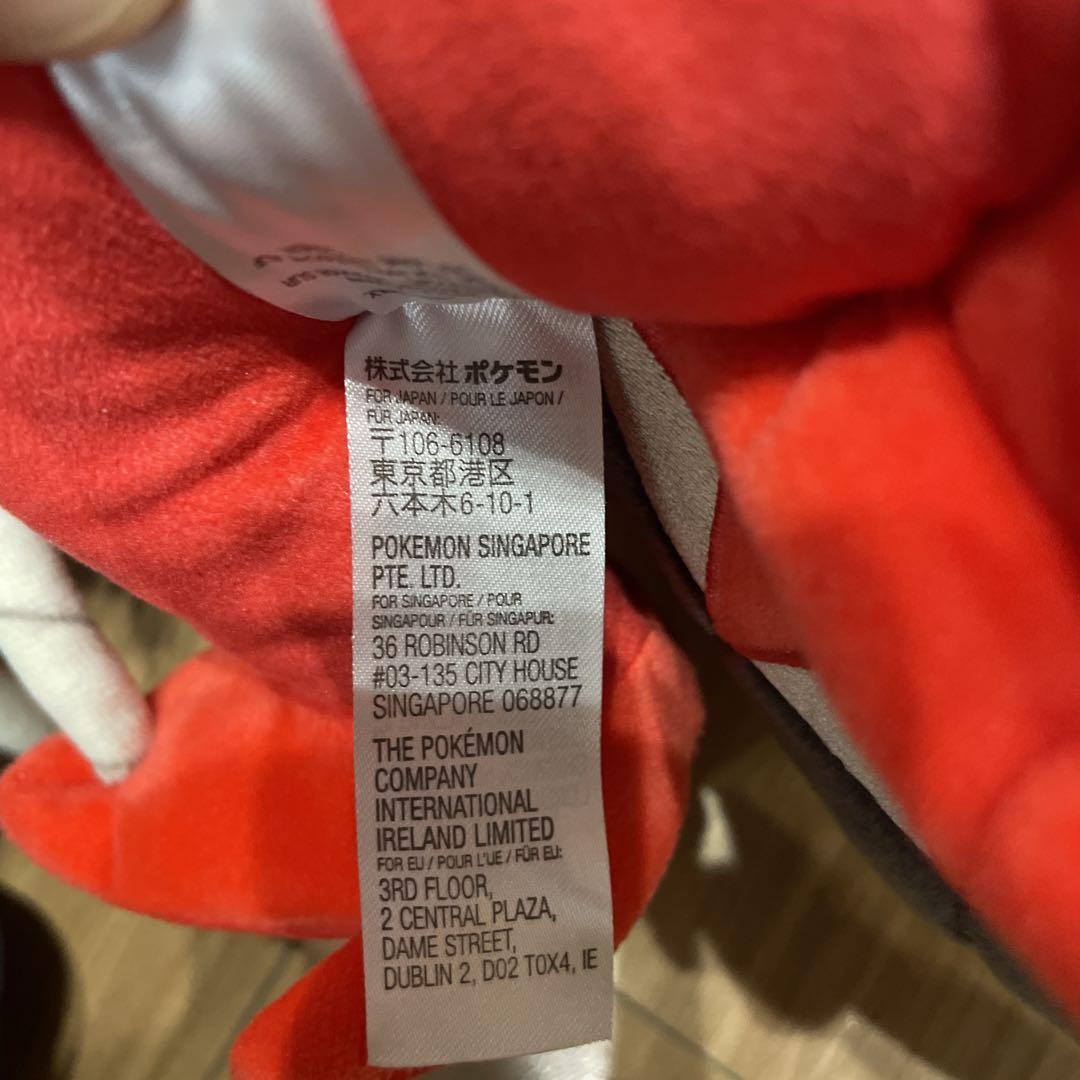 株式会社 ポケモン
FOR JAPAN / POUR LE JAPON /
FÜR JAPAN:
〒106-6108
東京都港区
六本木6-10-1
POKEMON SINGAPORE
PTE. LTD.
FOR SINGAPORE / POUR
SINGAPOUR / FÜR SINGAPUR:
36 ROBINSON RD
#03-135 CITY HOUSE
SINGAPORE 068877
THE POKÉMON
COMPANY
INTERNATIONAL
IRELAND LIMITED
FOR EU / POUR L'UE / FÜR EU:
3RD FLOOR,
2 CENTRAL PLAZA,
DAME STREET,
DUBLIN 2, D02 T0X4, IE